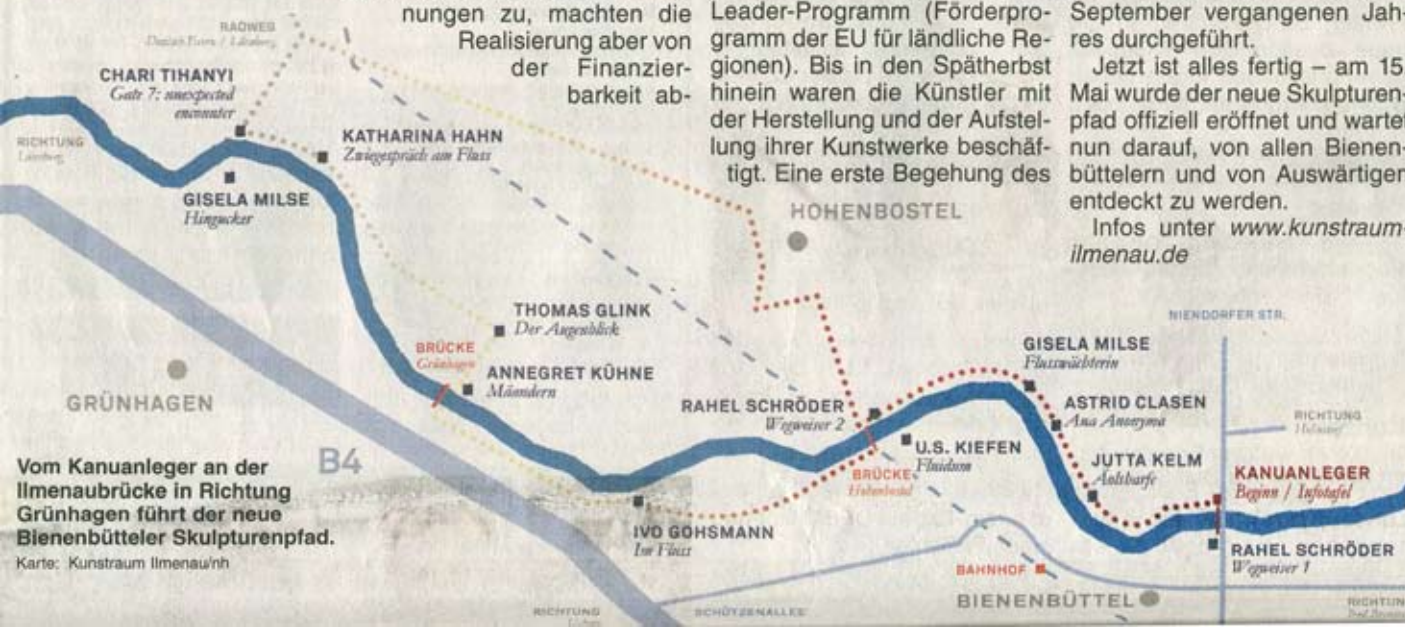 nungen zu, machten die
Realisierung aber von
der Finanzier-
barkeit ab-
Leader-Programm (Förderpro-
gramm der EU für ländliche Re-
gionen). Bis in den Spätherbst
hinein waren die Künstler mit
der Herstellung und der Aufstel-
lung ihrer Kunstwerke beschäf-
tigt. Eine erste Begehung des
September vergangenen Jah-
res durchgeführt.
Jetzt ist alles fertig – am 15.
Mai wurde der neue Skulpturen-
pfad offiziell eröffnet und wartet
nun darauf, von allen Bienen-
büttelern und von Auswärtigen
entdeckt zu werden.
Infos unter www.kunstraum-
ilmenau.de
RADWEG
CHARI TIHANYI
Gate 7: unexpected
encounter
RICHTUNG
Lüneburg
KATHARINA HAHN
Zwiegespräch am Fluss
GISELA MILSE
Hingucker
HOHENBOSTEL
THOMAS GLINK
Der Augenblick
NIENDORFER STR.
BRÜCKE
Grünhagen
ANNEGRET KÜHNE
Mäandern
GISELA MILSE
Flusswächterin
GRÜNHAGEN
RAHEL SCHRÖDER
Wegweiser 2
ASTRID CLASEN
Ana Anonyma
RICHTUNG
U.S. KIEFEN
Fluidum
B4
BRÜCKE
Hohenbostel
JUTTA KELM
Äolsharfe
KANUANLEGER
Beginn / Infotafel
Vom Kanuanleger an der
Ilmenaubrücke in Richtung
Grünhagen führt der neue
Bienenbütteler Skulpturenpfad.
Karte: Kunstraum Ilmenau/nh
IVO GOHSMANN
Im Fluss
RAHEL SCHRÖDER
Wegweiser 1
BAHNHOF
BIENENBÜTTEL
RICHTUNG
SCHÜTZENALLEE
RICHTUN